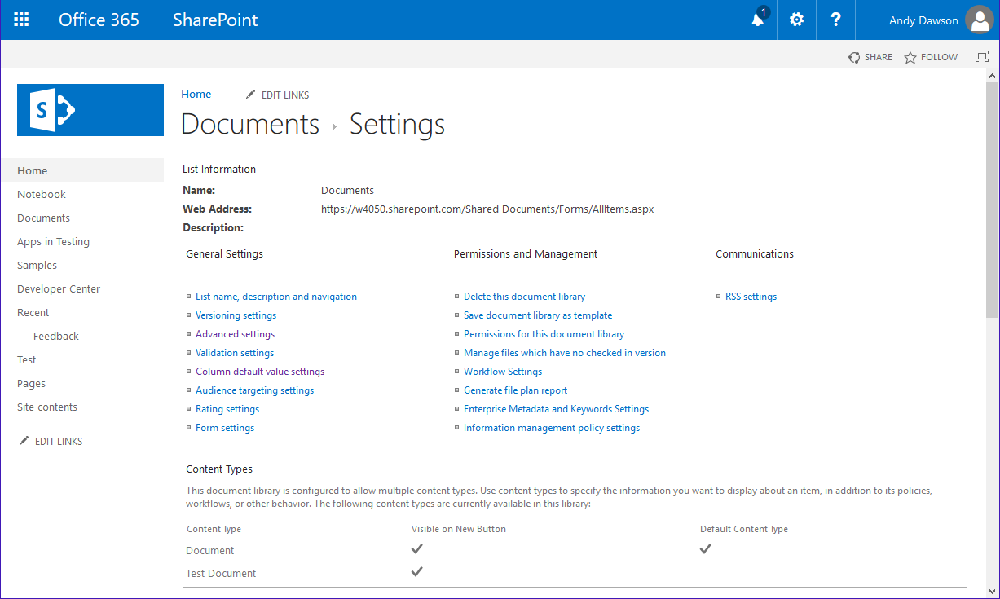 Office 365 SharePoint 1 ? Andy Dawson
SHARE FOLLOW
S
Home EDIT LINKS
Documents Settings
Home
Notebook
Documents
Apps in Testing
Samples
Developer Center
Recent
Feedback
Test
Pages
Site contents
EDIT LINKS
List Information
Name: Documents
Web Address: https://w4050.sharepoint.com/Shared Documents/Forms/AllItems.aspx
Description:
General Settings
List name, description and navigation
Versioning settings
Advanced settings
Validation settings
Column default value settings
Audience targeting settings
Rating settings
Form settings
Permissions and Management
Delete this document library
Save document library as template
Permissions for this document library
Manage files which have no checked in version
Workflow Settings
Generate file plan report
Enterprise Metadata and Keywords Settings
Information management policy settings
Communications
RSS settings
Content Types
This document library is configured to allow multiple content types. Use content types to specify the information you want to display about an item, in addition to its policies,
workflows, or other behavior. The following content types are currently available in this library:
Content Type Visible on New Button Default Content Type
Document
Test Document